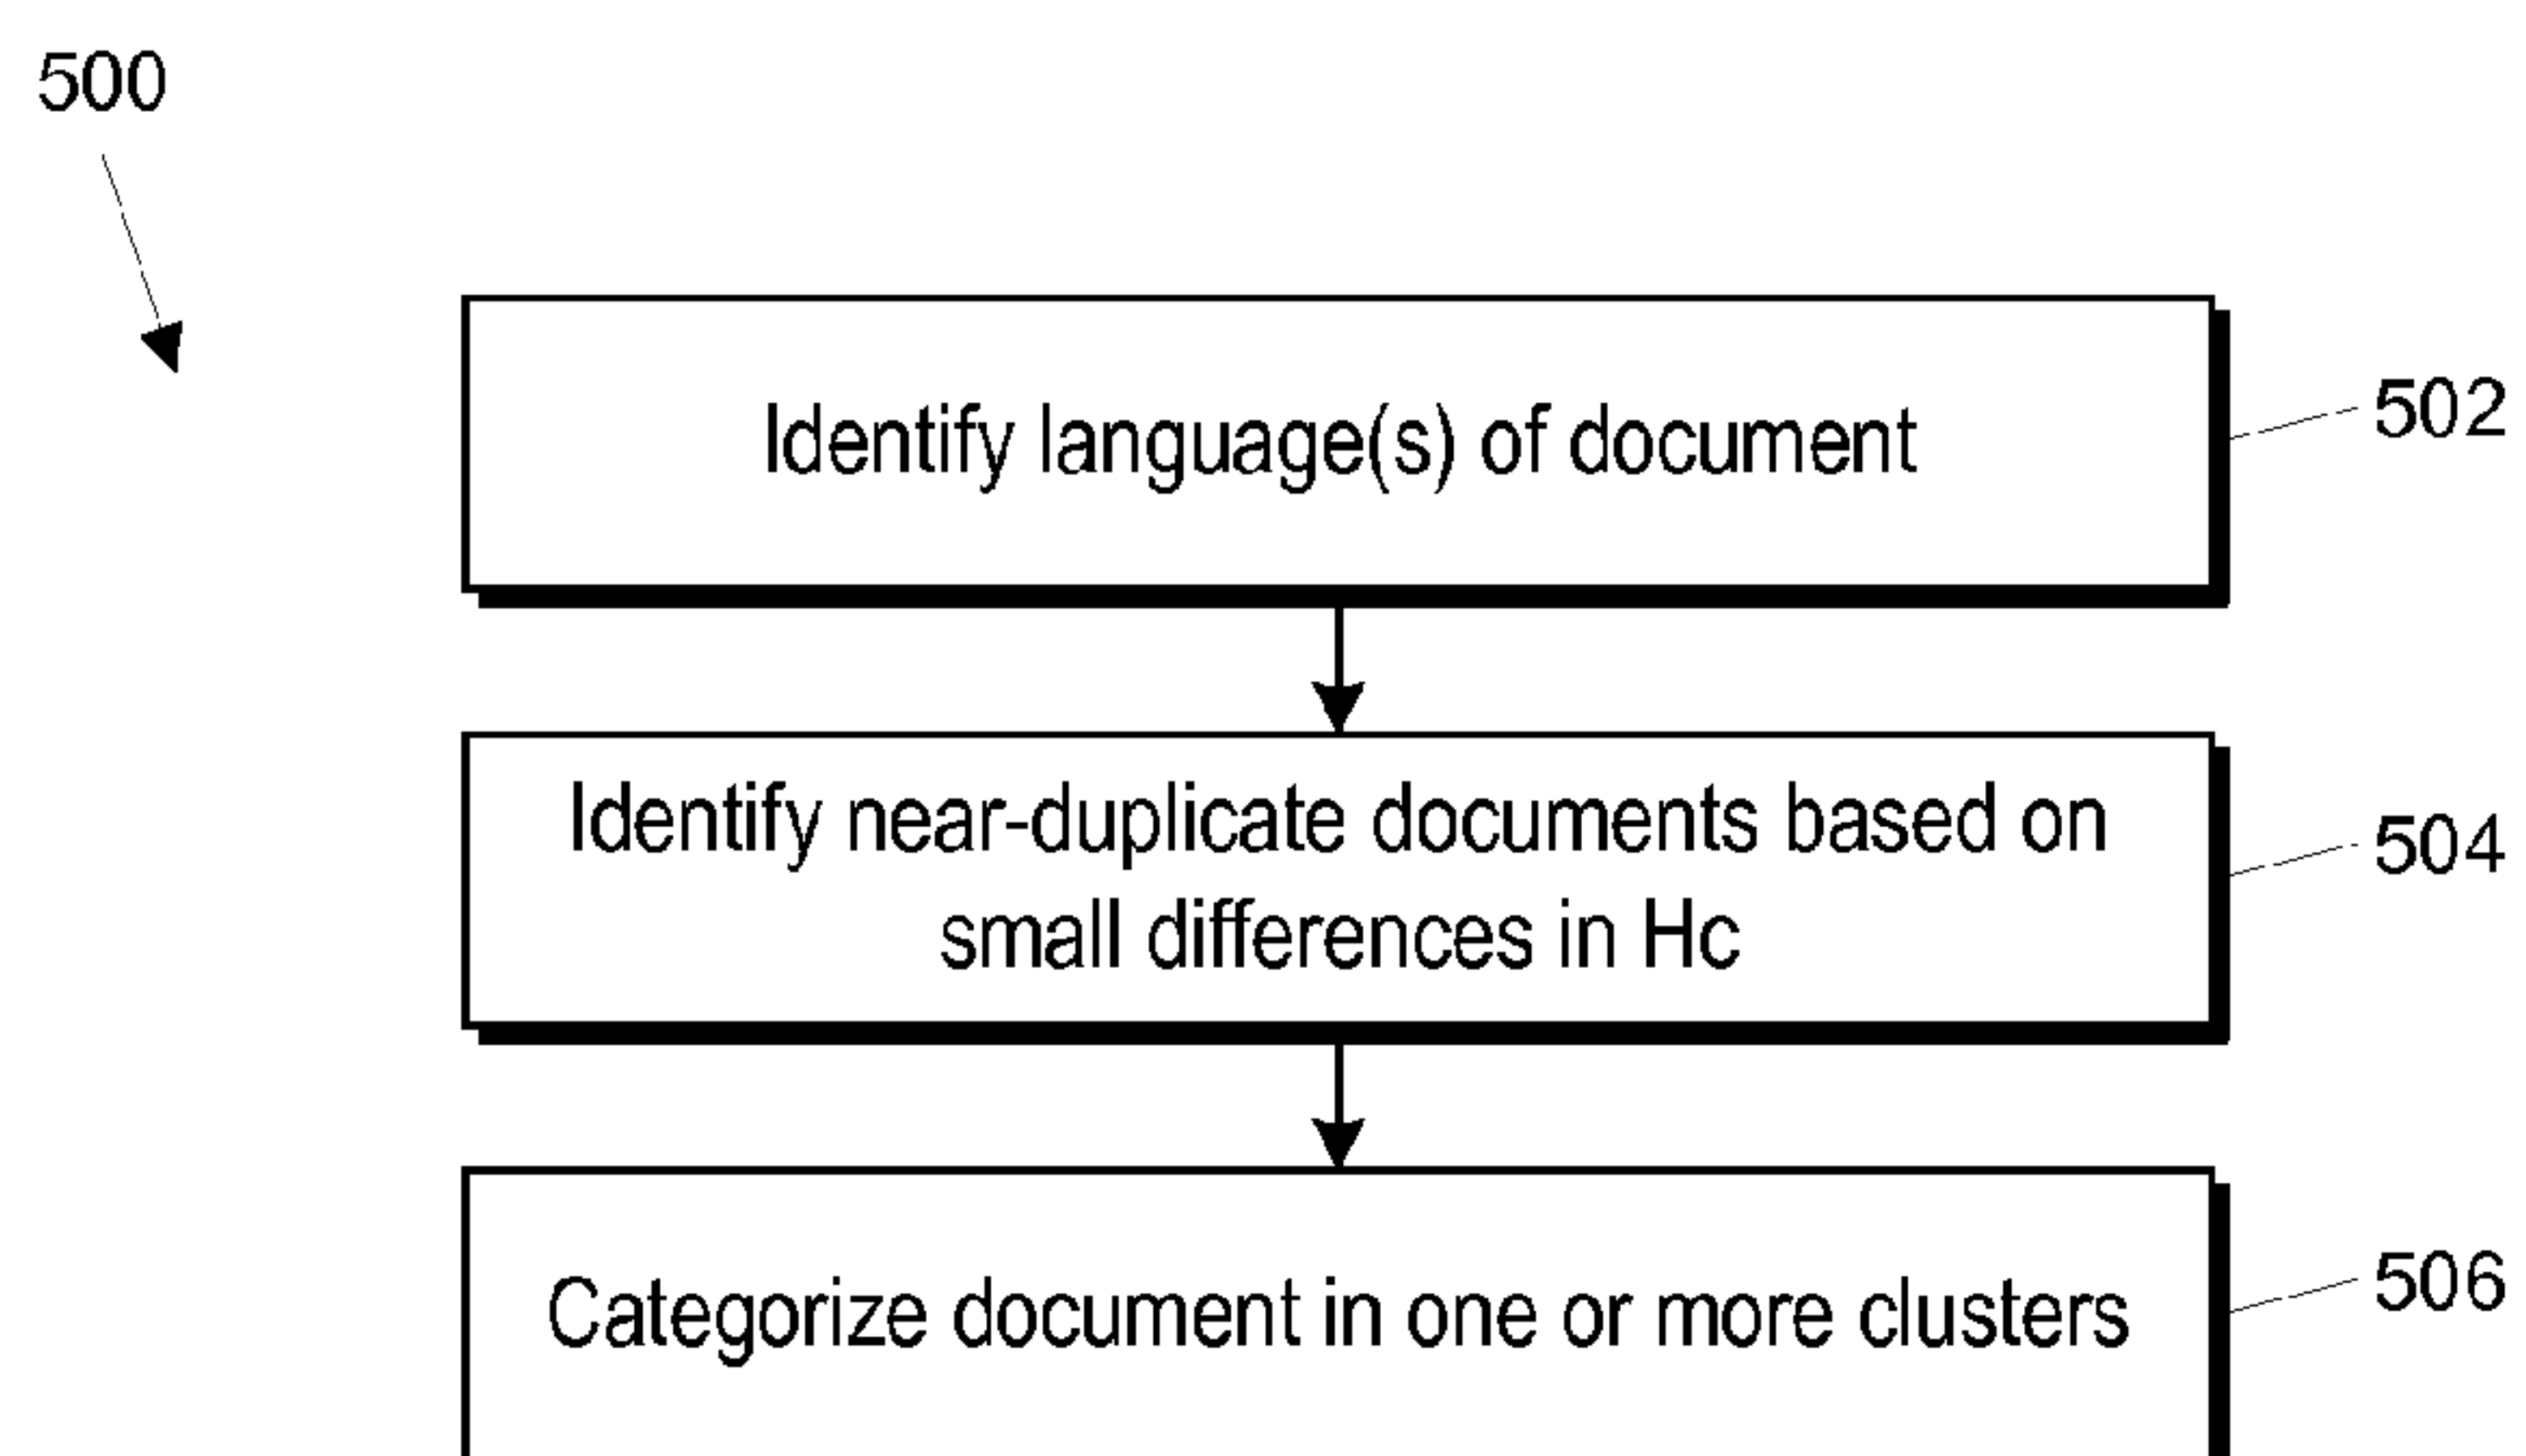 500
Identify language(s) of document
502
Identify near-duplicate documents based on
small differences in Hc
504
Categorize document in one or more clusters
506